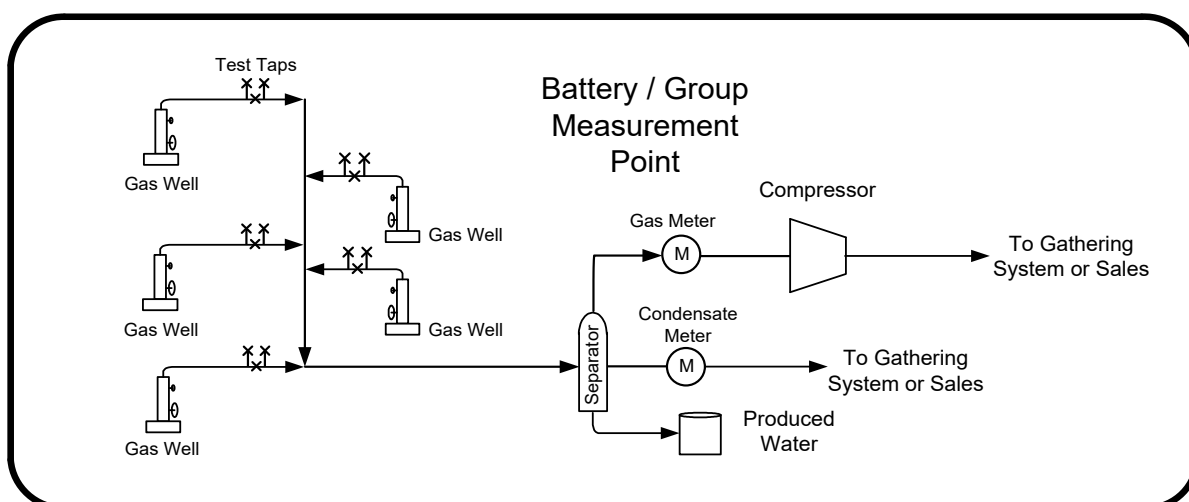 Test Taps
Gas Well
Gas Well
Gas Well
Gas Well
Gas Well
Battery / Group
Measurement
Point
Compressor
Gas Meter
M
To Gathering
System or Sales
Condensate
Meter
M
To Gathering
System or Sales
Separator
Produced
Water